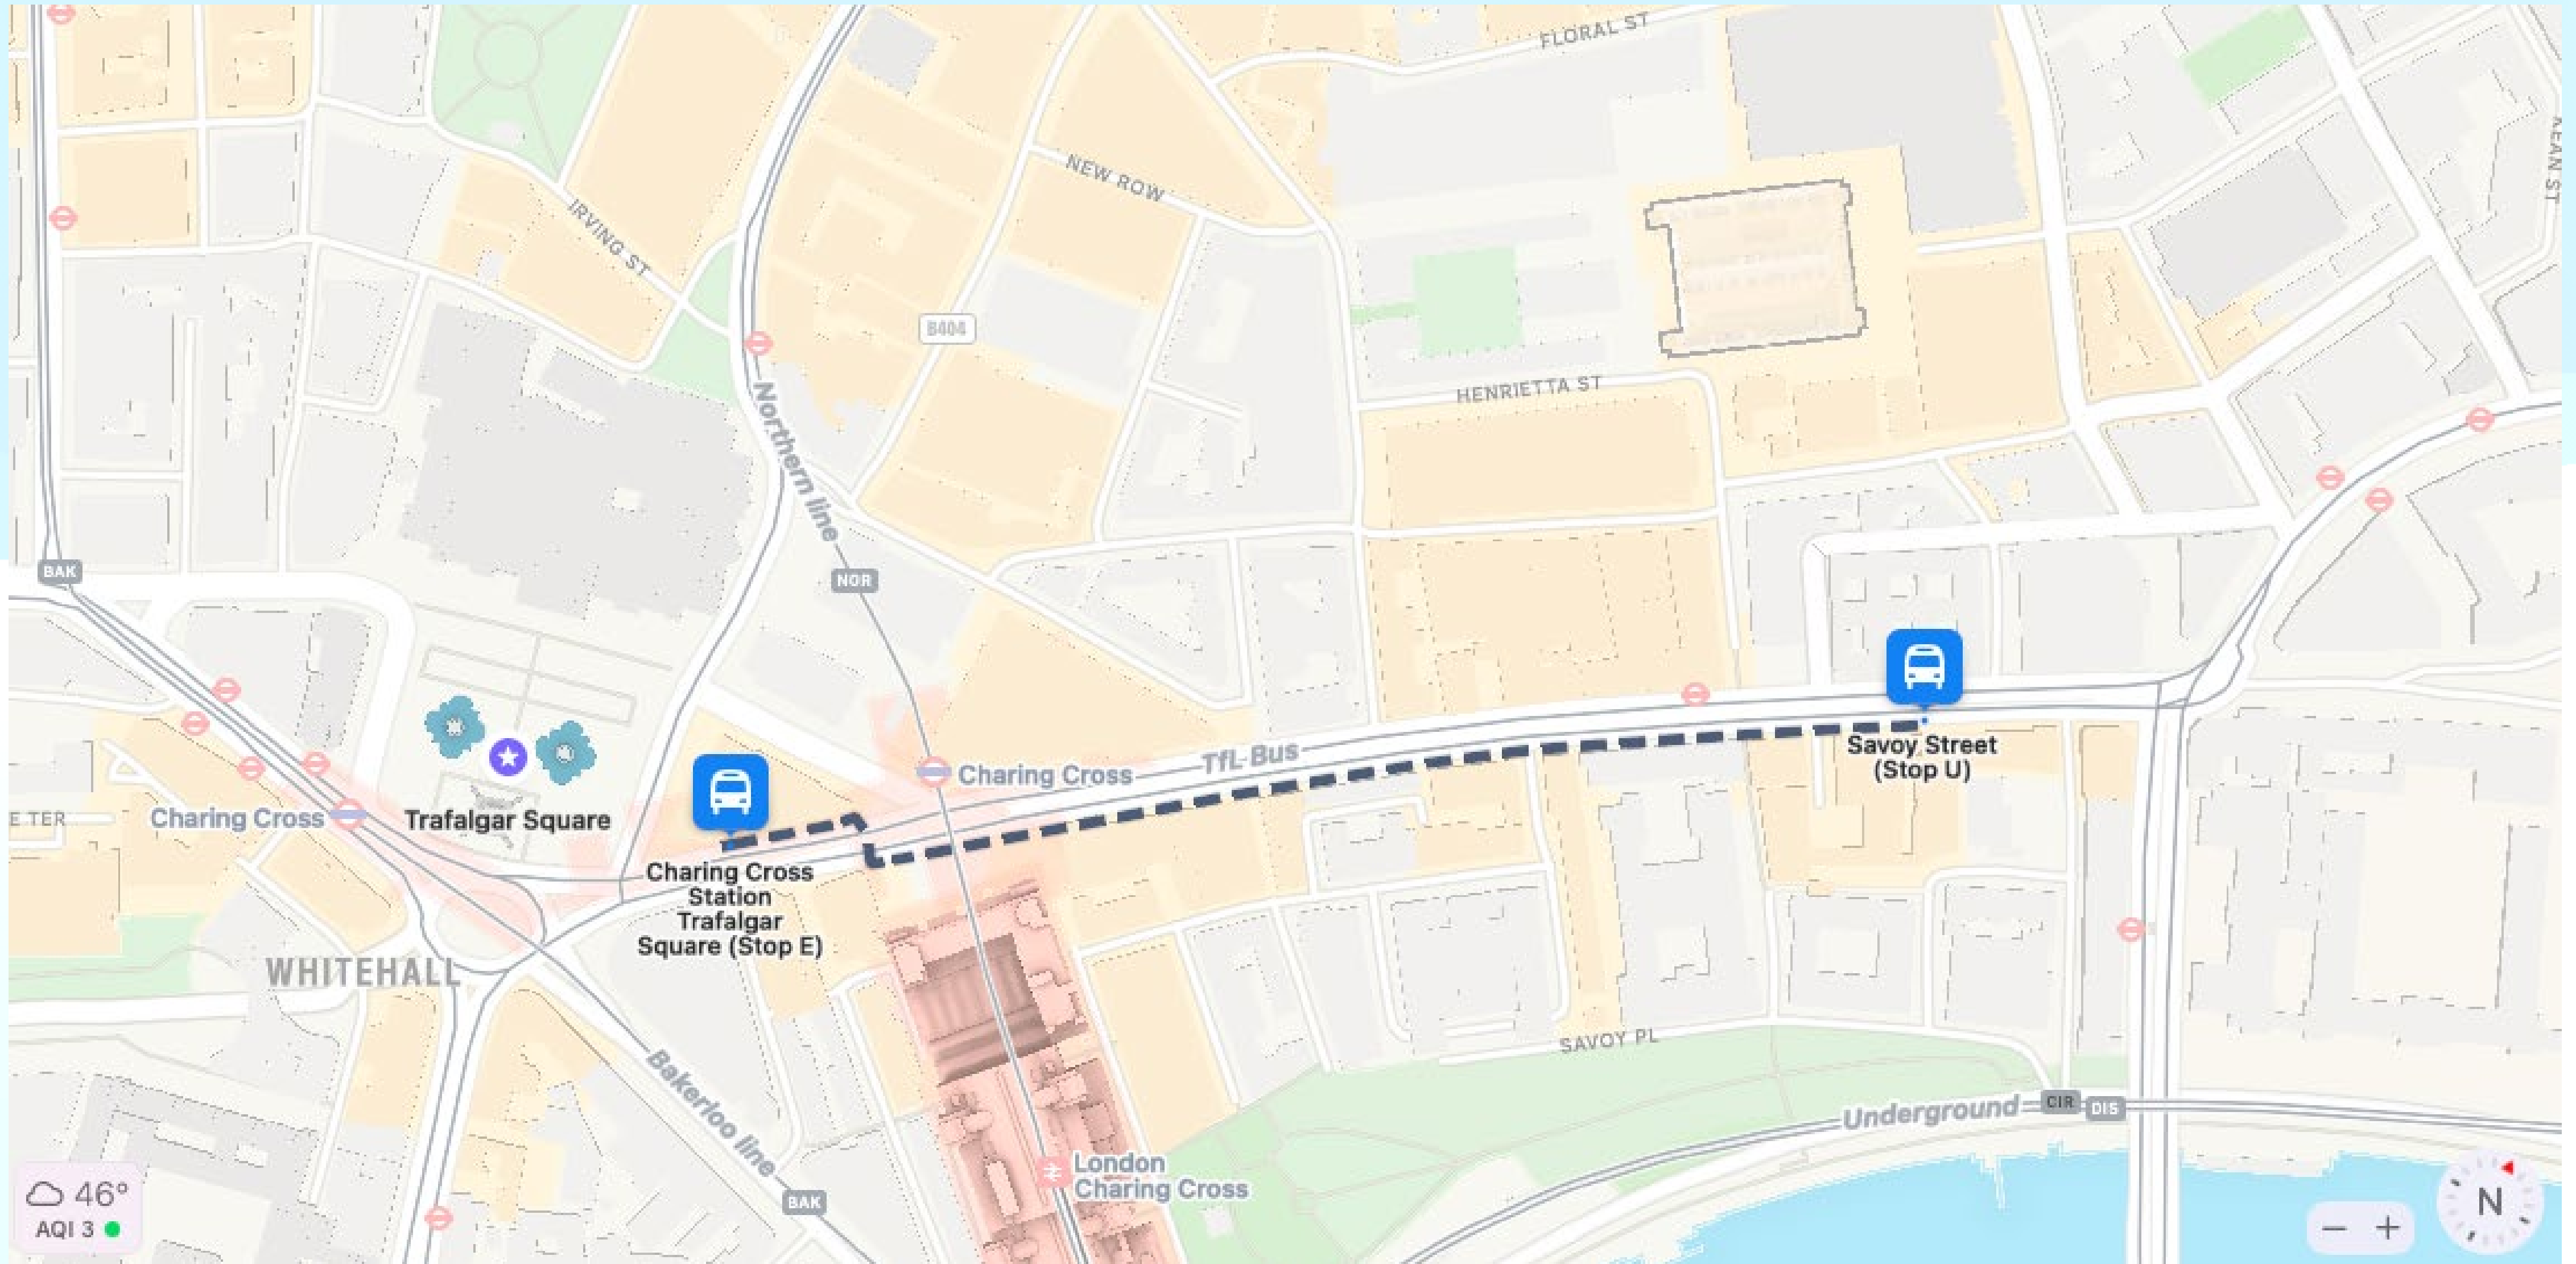 FLORAL ST
KEAN ST
NEW ROW
IRVING ST
B404
HENRIETTA ST
Northern line
BAK
NOR
Savoy Street
(Stop U)
TfL Bus
Charing Cross
Charing Cross
E TER
Trafalgar Square
Charing Cross
Station
Trafalgar
Square (Stop E)
WHITEHALL
SAVOY PL
Bakerloo line
Underground
CIR
DIS
London
Charing Cross
BAK
46°
AQI 3
N
− +